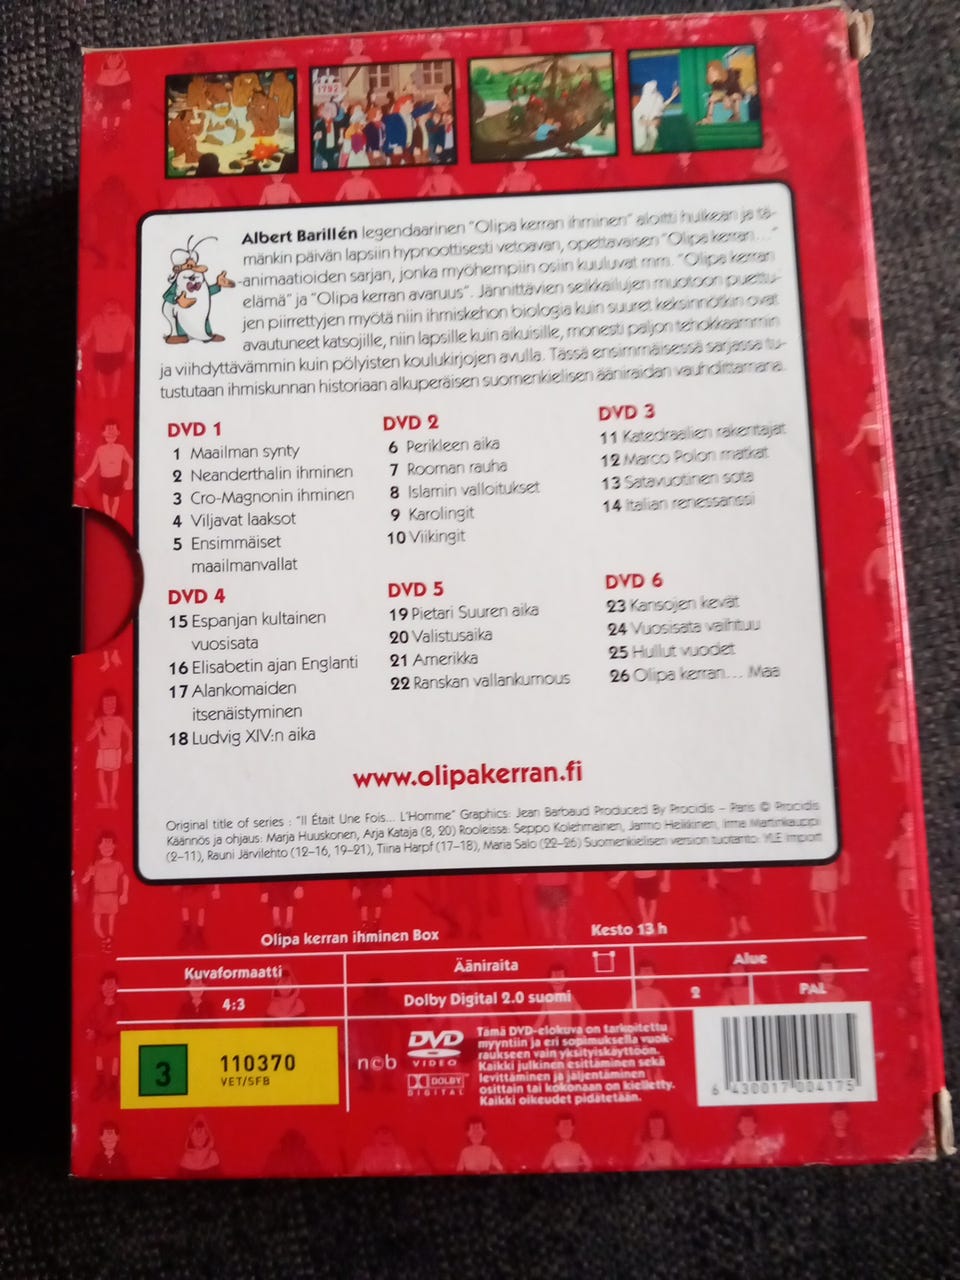 1792
Albert Barillén legendaarinen "Olipa kerran ihminen" aloitti huikean ja tä-
mänkin päivän lapsiin hypnoottisesti vetoavan, opettavaisen "Olipa kerran..."
-animaatioiden sarjan, jonka myöhempiin osiin kuuluvat mm. "Olipa kerran
elämä" ja "Olipa kerran avaruus". Jännittävien seikkailujen muotoon puettu-
jen piirrettyjen myötä niin ihmiskehon biologia kuin suuret keksinnötkin ovat
avautuneet katsojille, niin lapsille kuin aikuisille, monesti paljon tehokkaammin
ja viihdyttävämmin kuin pölyisten koulukirjojen avulla. Tässä ensimmäisessä sarjassa tu-
tustutaan ihmiskunnan historiaan alkuperäisen suomenkielisen ääniraidan vauhdittamana.
DVD 1
1 Maailman synty
2 Neanderthalin ihminen
3 Cro-Magnonin ihminen
4 Viljavat laaksot
5 Ensimmäiset
maailmanvallat
DVD 2
6 Perikleen aika
7 Rooman rauha
8 Islamin valloitukset
9 Karolingit
10 Viikingit
DVD 3
11 Katedraalien rakentajat
12 Marco Polon matkat
13 Satavuotinen sota
14 Italian renessanssi
DVD 4
15 Espanjan kultainen
vuosisata
16 Elisabetin ajan Englanti
17 Alankomaiden
itsenäistyminen
18 Ludvig XIV:n aika
DVD 5
19 Pietari Suuren aika
20 Valistusaika
21 Amerikka
22 Ranskan vallankumous
DVD 6
23 Kansojen kevät
24 Vuosisata vaihtuu
25 Hullut vuodet
26 Olipa kerran... Maa
www.olipakerran.fi
Original title of series : "Il Était Une Fois... L'Homme" Graphics: Jean Barbaud Produced By Procidis – Paris © Procidis
Käännös ja ohjaus: Marja Huuskonen, Arja Kataja (8, 20) Rooleissa: Seppo Kolehmainen, Jarmo Heikkinen, Irma Martinkauppi
(2–11), Rauni Järvilehto (12–16, 19–21), Tiina Harpf (17–18), Maria Salo (22–26) Suomenkielisen version tuotanto: YLE Import
Olipa kerran ihminen Box
Kesto 13 h
Kuvaformaatti
Ääniraita
Alue
4:3
Dolby Digital 2.0 suomi
2
PAL
3
110370
VET/SFB
ncb
DVD
VIDEO
DOLBY
DIGITAL
Tämä DVD-elokuva on tarkoitettu
myyntiin ja eri sopimuksella vuok-
raukseen vain yksityiskäyttöön.
Kaikki julkinen esittäminen sekä
levittäminen ja jäljentäminen
osittain tai kokonaan on kielletty.
Kaikki oikeudet pidätetään.
6 430017 004175